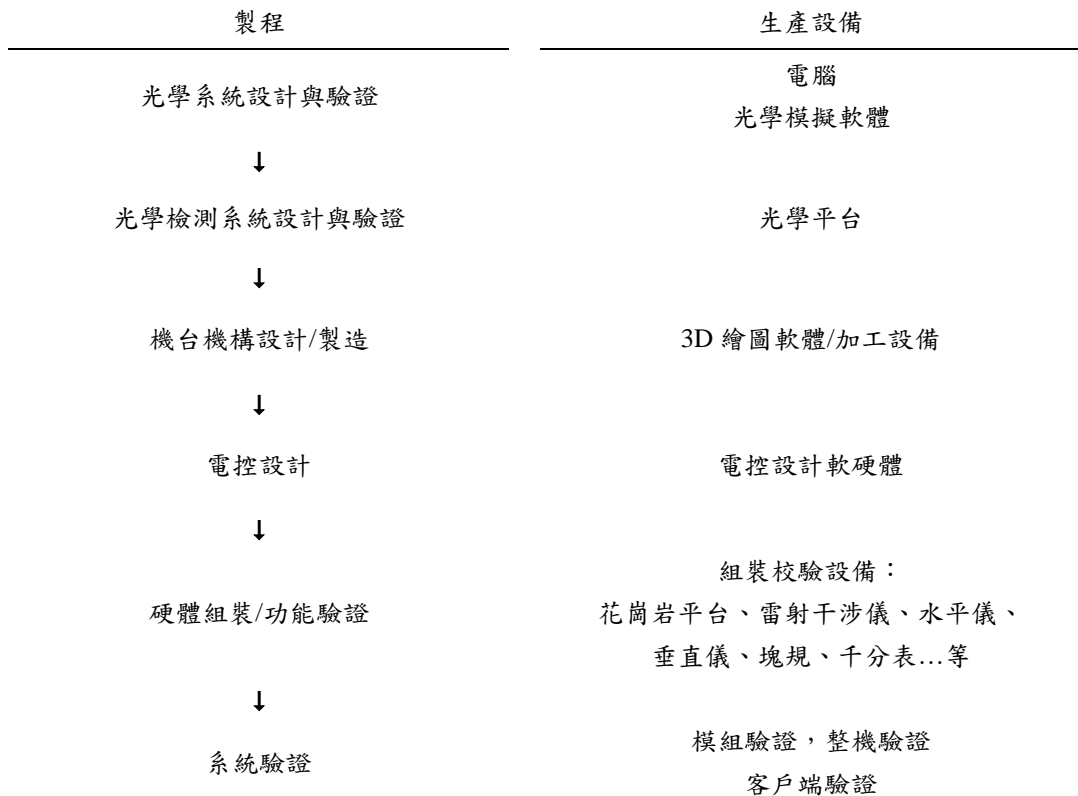 製程
生產設備
光學系統設計與驗證
電腦
光學模擬軟體
↓
光學檢測系統設計與驗證
光學平台
↓
機台機構設計/製造
3D 繪圖軟體/加工設備
↓
電控設計
電控設計軟硬體
↓
硬體組裝/功能驗證
組裝校驗設備：
花崗岩平台、雷射干涉儀、水平儀、
垂直儀、塊規、千分表…等
↓
系統驗證
模組驗證，整機驗證
客戶端驗證